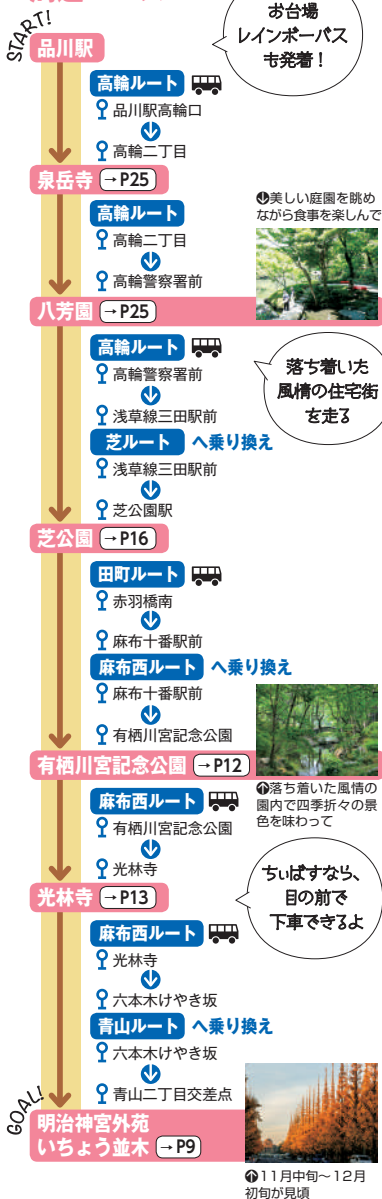 START!
品川駅
お台場
レインボーバス
も発着！
高輪ルート
品川駅高輪口
高輪二丁目
泉岳寺 →P25
高輪ルート
高輪二丁目
高輪警察署前
美しい庭園を眺め
ながら食事を楽しんで
八芳園 →P25
高輪ルート
高輪警察署前
浅草線三田駅前
落ち着いた
風情の住宅街
を走る
芝ルート へ乗り換え
浅草線三田駅前
芝公園駅
芝公園 →P16
田町ルート
赤羽橋南
麻布十番駅前
麻布西ルート へ乗り換え
麻布十番駅前
有栖川宮記念公園
有栖川宮記念公園 →P12
落ち着いた風情の
園内で四季折々の景
色を味わって
麻布西ルート
有栖川宮記念公園
光林寺
光林寺 →P13
ちぃばすなら、
目の前で
下車できるよ
麻布西ルート
光林寺
六本木けやき坂
青山ルート へ乗り換え
六本木けやき坂
青山二丁目交差点
GOAL!
明治神宮外苑
いちょう並木 →P9
11月中旬～12月
初旬が見頃